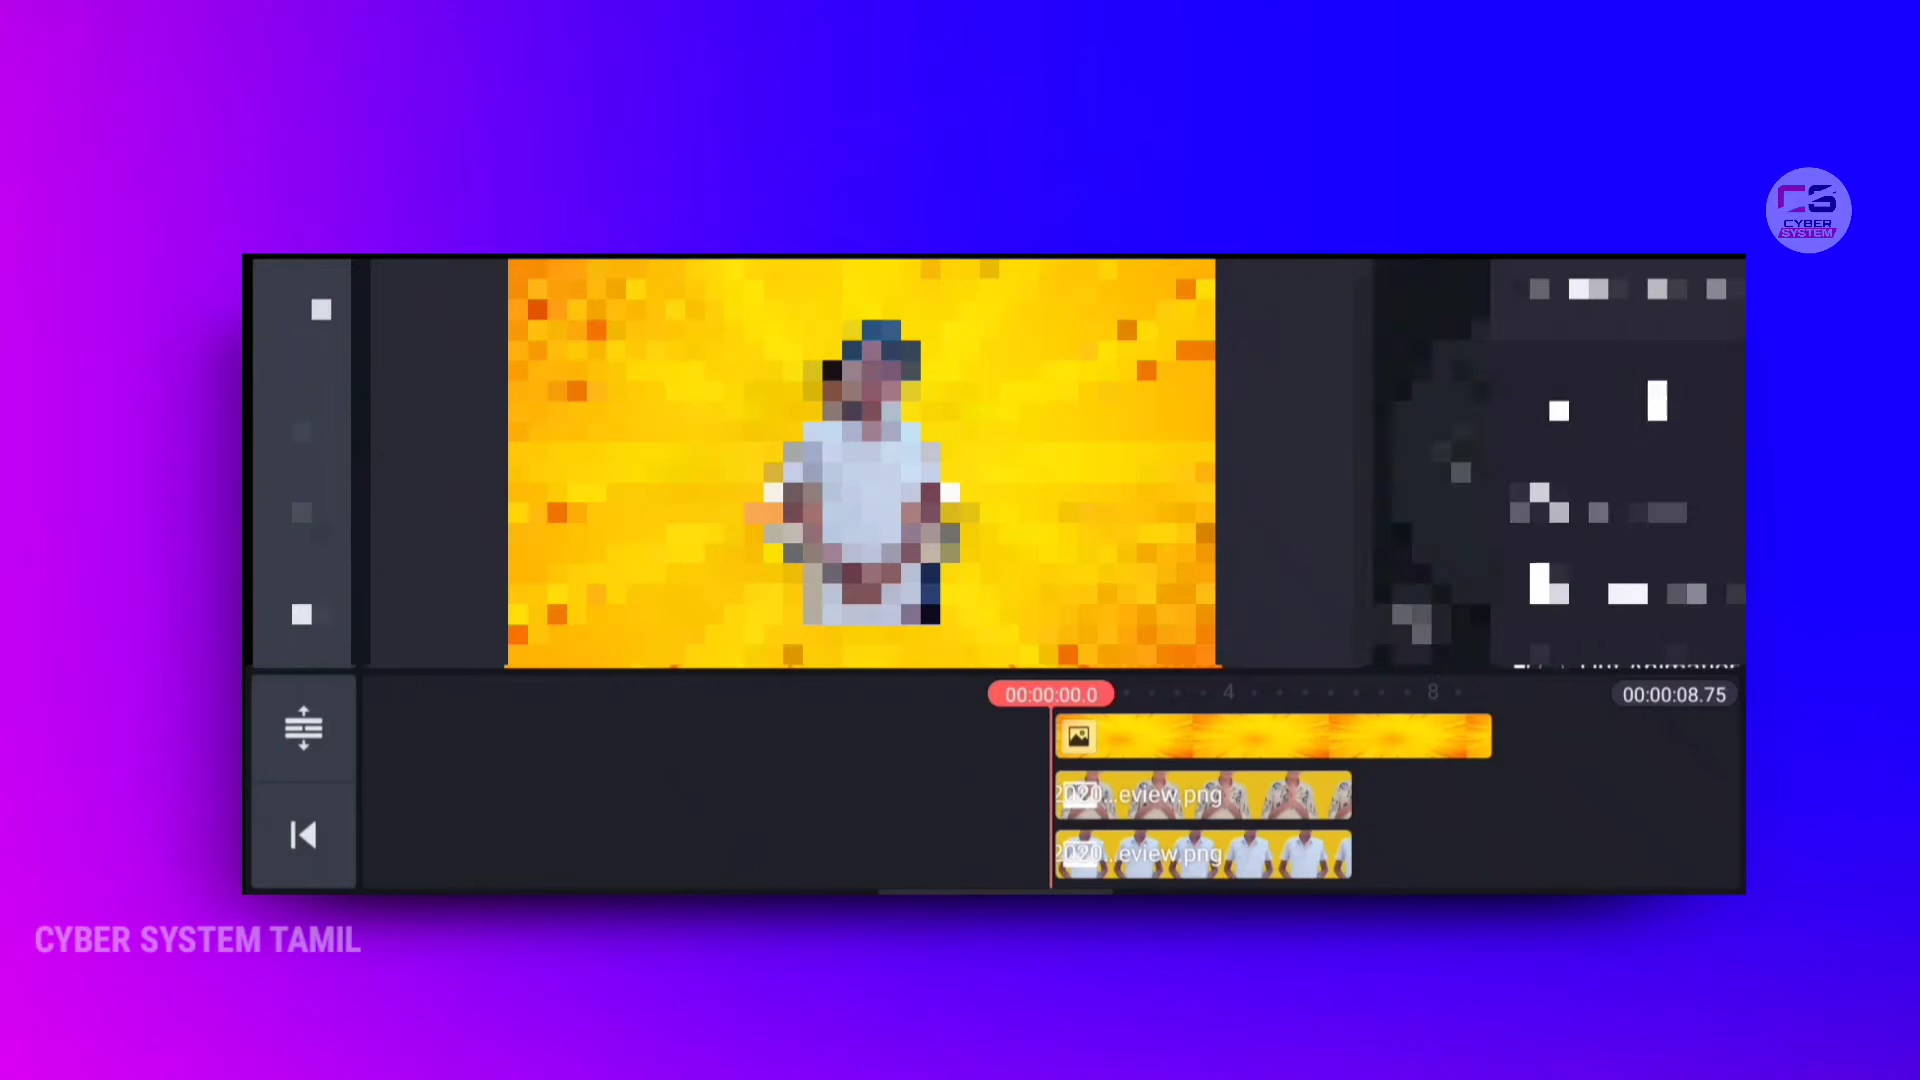 CS
CYBER
SYSTEM
00:00:00.0
4
8
00:00:08.75
2020...eview.png
2020...eview.png
CYBER SYSTEM TAMIL